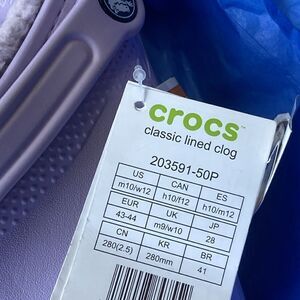 crocs™
classic lined clog
203591-50P
US CAN ES
m10/w12 h10/f12 h10/m12
EUR UK JP
43-44 m9/w10 28
CN KR BR
280(2.5) 280mm 41